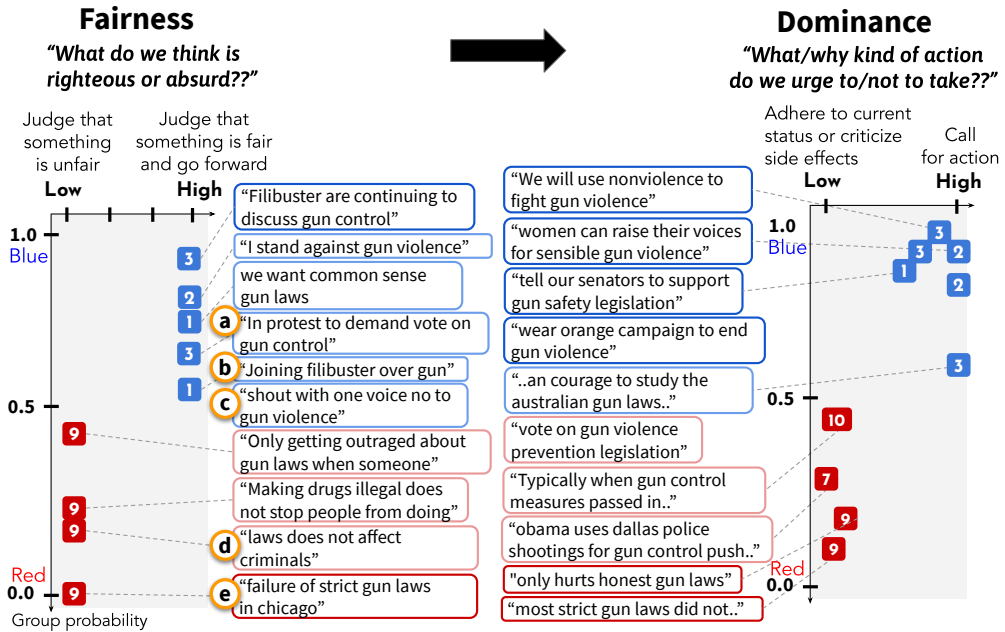 Fairness
“What do we think is
righteous or absurd??”
Judge that
something
is unfair
Low
Judge that
something is fair
and go forward
High
1.0
Blue
0.5
Red
0.0
Group probability
3
2
1
3
1
9
9
9
9
a
b
c
d
e
“Filibuster are continuing to
discuss gun control”
“I stand against gun violence”
we want common sense
gun laws
“In protest to demand vote on
gun control”
“Joining filibuster over gun”
“shout with one voice no to
gun violence”
“Only getting outraged about
gun laws when someone”
“Making drugs illegal does
not stop people from doing”
“laws does not affect
criminals”
“failure of strict gun laws
in chicago”
Dominance
“What/why kind of action
do we urge to/not to take??”
Adhere to current
status or criticize
side effects
Low
Call
for action
High
“We will use nonviolence to
fight gun violence”
“women can raise their voices
for sensible gun violence”
“tell our senators to support
gun safety legislation”
“wear orange campaign to end
gun violence”
“..an courage to study the
australian gun laws..”
“vote on gun violence
prevention legislation”
“Typically when gun control
measures passed in..”
“obama uses dallas police
shootings for gun control push..”
"only hurts honest gun laws”
“most strict gun laws did not..”
1.0
Blue
0.5
Red
0.0
3
3
2
1
2
3
10
7
9
9